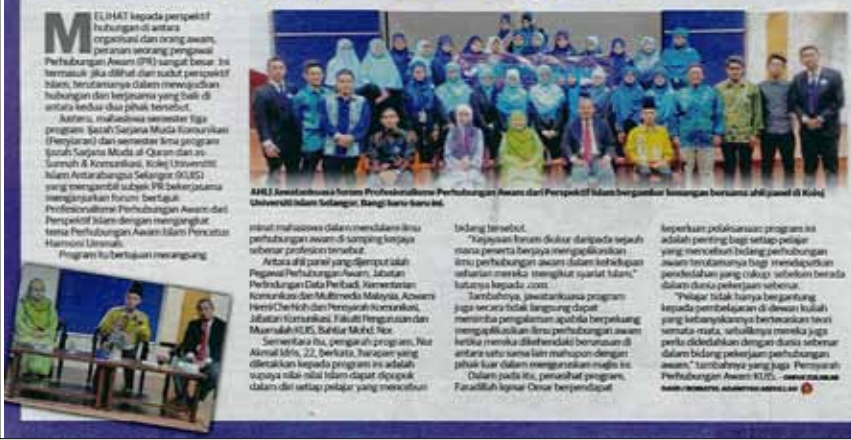 MELIHAT kepada perspektif
hubungan di antara
organisasi dan orang awam,
peranan seorang pengawai
Perhubungan Awam (PR) sangat besar. Ini
termasuk jika dilihat dari sudut perspektif
Islam, terutamanya dalam mewujudkan
hubungan dan kerjasama yang baik di
antara kedua-dua pihak tersebut.
Justeru, mahasiswa semester tiga
program Ijazah Sarjana Muda Komunikasi
(Penyiaran) dan semester lima program
Ijazah Sarjana Muda al-Quran dan as-
Sunnah & Komunikasi, Kolej Universiti
Islam Antarabangsa Selangor (KUIS)
yang mengambil subjek PR bekerjasama
menganjurkan forum bertajuk
Profesionalisme Perhubungan Awam dari
Perspektif Islam dengan mengangkat
tema Perhubungan Awam Islam Pencetus
Harmoni Ummah.
Program itu bertujuan merangsang
AHLI Jawatankuasa forum Profesionalisme Perhubungan Awam dari Perspektif Islam bergambar kenangan bersama ahli panel di Kolej
Universiti Islam Selangor, Bangi baru-baru ini.
minat mahasiswa dalam mendalami ilmu
perhubungan awam di samping kerjaya
sebenar profesion tersebut.
Antara ahli panel yang dijemput ialah
Pegawai Perhubungan Awam, Jabatan
Perlindungan Data Peribadi, Kementerian
Komunikasi dan Multimedia Malaysia, Azwami
Hemi Che Noh dan Pensyarah Komunikasi,
Jabatan Komunikasi, Fakulti Pengurusan dan
Muamalah KUIS, Bahtiar Mohd. Nor.
Sementara itu, pengarah program, Nur
Akmal Idris, 22, berkata, harapan yang
diletakkan kepada program ini adalah
supaya nilai-nilai Islam dapat dipupuk
dalam diri setiap pelajar yang menceburi
bidang tersebut.
"Kejayaan forum diukur daripada sejauh
mana peserta berjaya mengaplikasikan
ilmu perhubungan awam dalam kehidupan
seharian mereka mengikut syariat Islam,"
katanya kepada .com.
Tambahnya, jawatankuasa program
juga secara tidak langsung dapat
menimba pengalaman apabila berpeluang
mengaplikasikan ilmu perhubungan awam
ketika mereka dikehendaki berurusan di
antara satu sama lain mahupun dengan
pihak luar dalam menguruskan majlis ini.
Dalam pada itu, penasihat program,
Faradillah Iqmar Omar berpendapat
keperluan pelaksanaan program ini
adalah penting bagi setiap pelajar
yang menceburi bidang perhubungan
awam terutamanya bagi mendapatkan
pendedahan yang cukup sebelum berada
dalam dunia pekerjaan sebenar.
"Pelajar tidak hanya bergantung
kepada pembelajaran di dewan kuliah
yang kebanyakannya berteraskan teori
semata-mata, sebaliknya mereka juga
perlu didedahkan dengan dunia sebenar
dalam bidang pekerjaan perhubungan
awam," tambahnya yang juga Pensyarah
Perhubungan Awam KUIS.